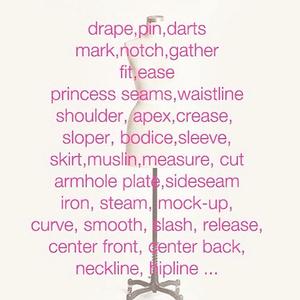 drape,pin,darts
mark,notch,gather
fit,ease
princess seams,waistline
shoulder, apex,crease,
sloper, bodice,sleeve,
skirt,muslin,measure, cut
armhole plate,sideseam
iron, steam, mock-up,
curve, smooth, slash, release,
center front, center back,
neckline, hipline ...